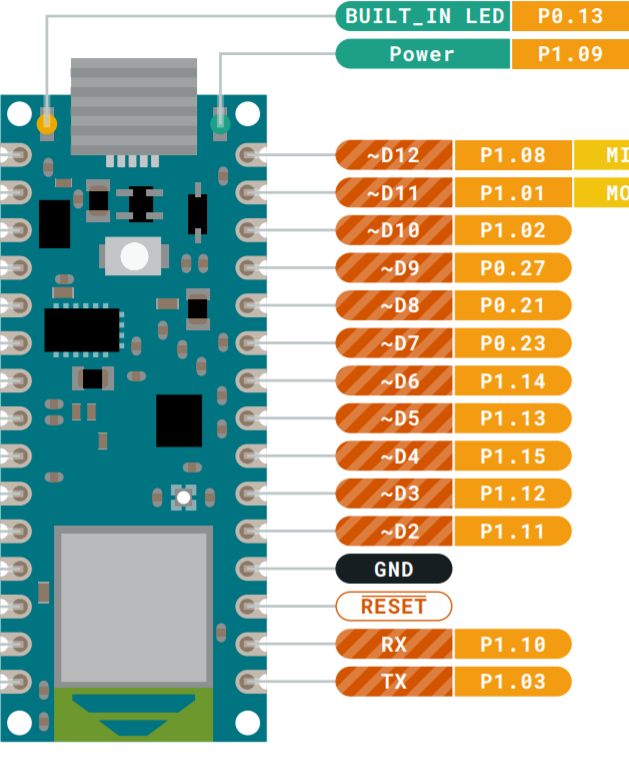 BUILT_IN LED P0.13
Power P1.09
~D12 P1.08 MI
~D11 P1.01 MO
~D10 P1.02
~D9 P0.27
~D8 P0.21
~D7 P0.23
~D6 P1.14
~D5 P1.13
~D4 P1.15
~D3 P1.12
~D2 P1.11
GND
RESET
RX P1.10
TX P1.03